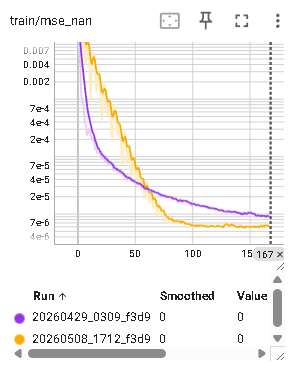 train/mse_nan
0.007
0.004
0.002
7e-4
4e-4
2e-4
7e-5
4e-5
2e-5
7e-6
4e-6
0 50 100 15 167 ×
Run ↑ Smoothed Value
20260429_0309_f3d9 0 0
20260508_1712_f3d9 0 0